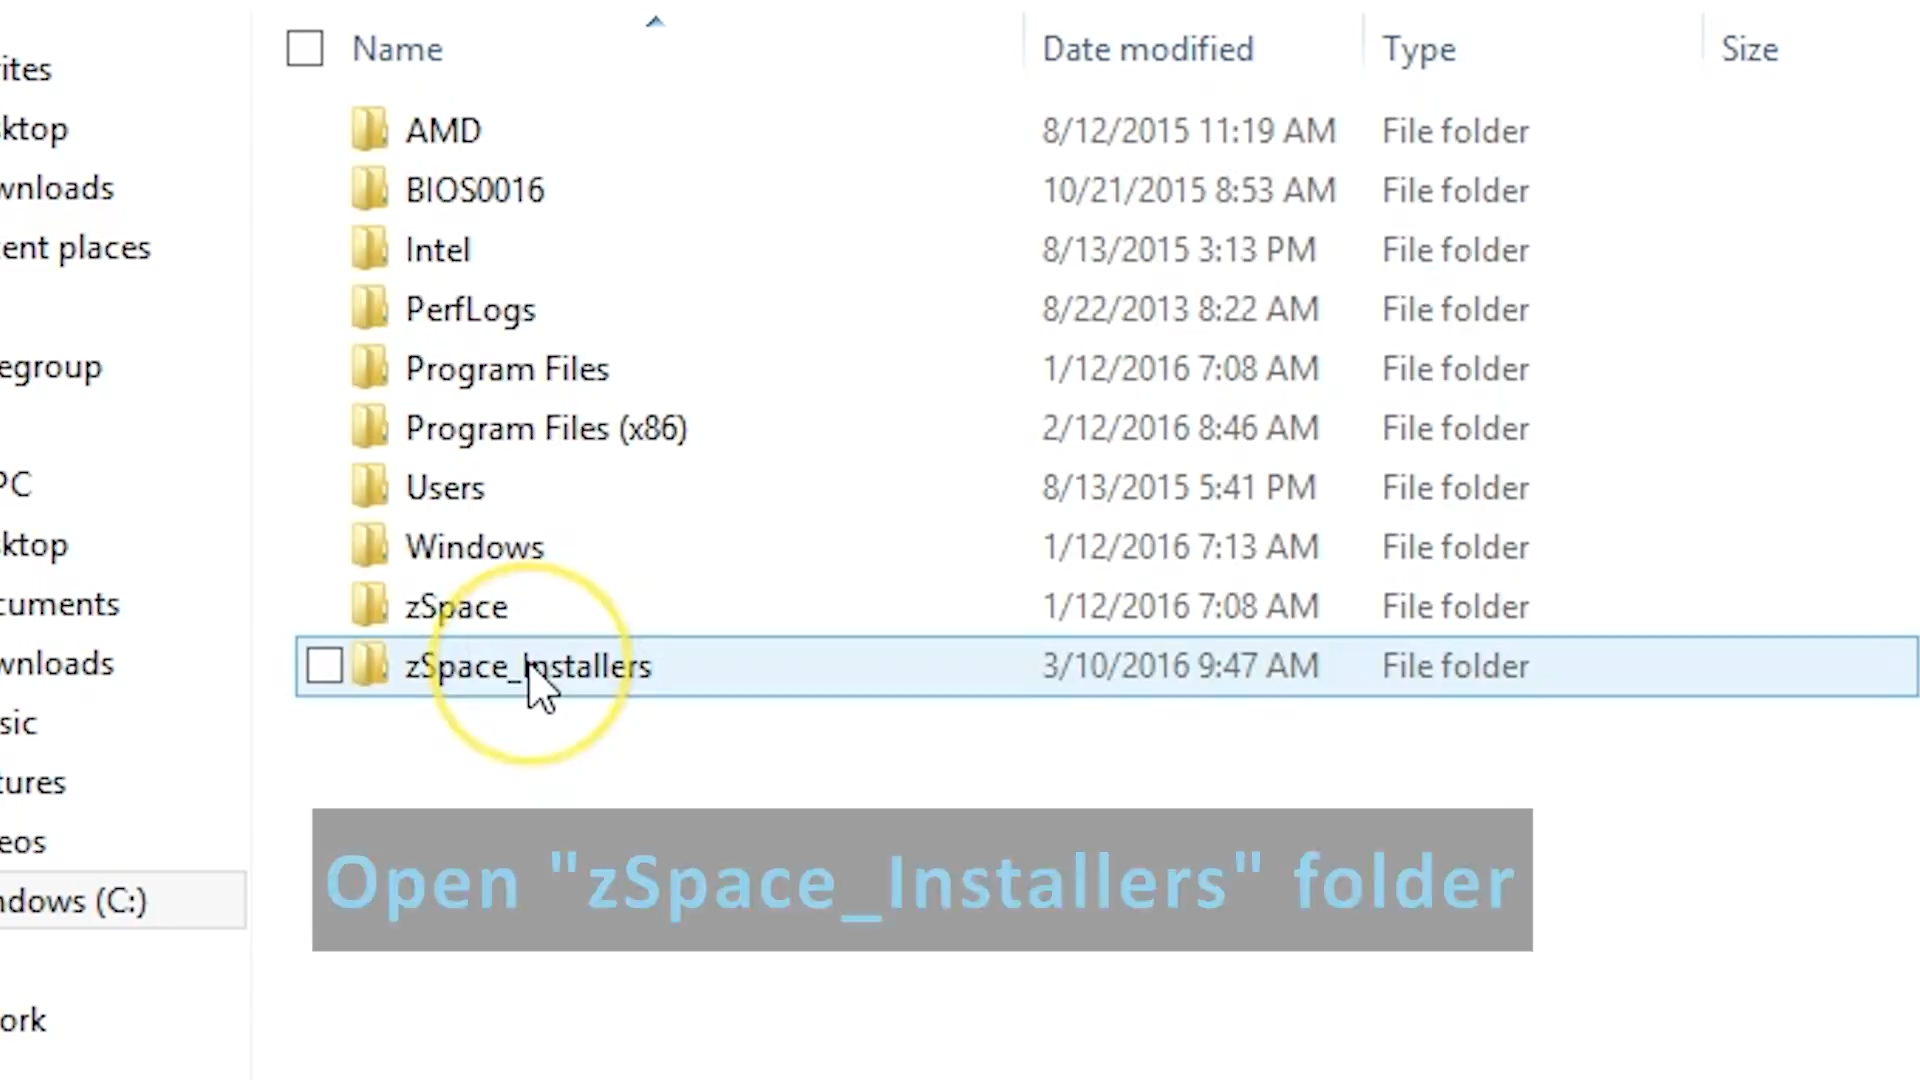 Name Date modified Type Size
ites
ktop
wnloads
ent places
egroup
PC
ktop
cuments
wnloads
sic
tures
eos
ndows (C:)
ork
AMD 8/12/2015 11:19 AM File folder
BIOS0016 10/21/2015 8:53 AM File folder
Intel 8/13/2015 3:13 PM File folder
PerfLogs 8/22/2013 8:22 AM File folder
Program Files 1/12/2016 7:08 AM File folder
Program Files (x86) 2/12/2016 8:46 AM File folder
Users 8/13/2015 5:41 PM File folder
Windows 1/12/2016 7:13 AM File folder
zSpace 1/12/2016 7:08 AM File folder
zSpace_Installers 3/10/2016 9:47 AM File folder
Open "zSpace_Installers" folder